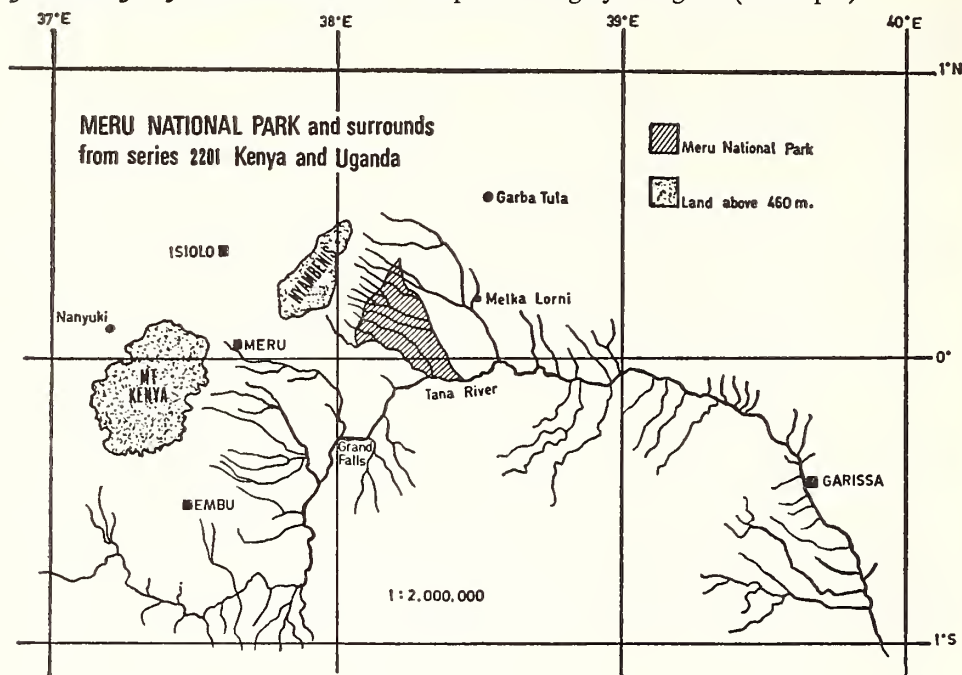 37°E
38°E
39°E
40°E
1°N
MERU NATIONAL PARK and surrounds
from series 2201 Kenya and Uganda
Meru National Park
Land above 460 m.
Garba Tula
ISIOLO
NYAMBENIS
Melka Lorni
Nanyuki
MERU
0°
MT
KENYA
Tana River
Grand
Falls
GARISSA
EMBU
1:2,000,000
1°S